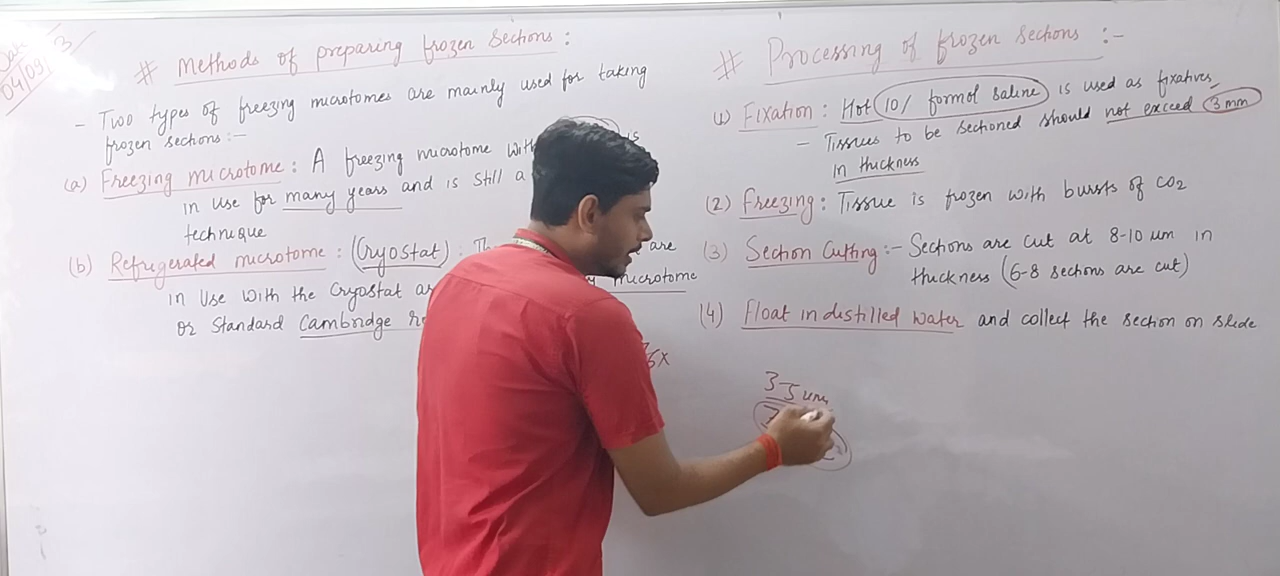 Date
04/09
3
# Methods of preparing frozen Sections :
- Two types of freezing microtomes are mainly used for taking
frozen sections :-
(a) Freezing microtome : A freezing microtome with is
in use for many years and is still a
technique
(b) Refrigerated microtome : (Cryostat) : are
in Use with the Cryostat microtome
or Standard Cambridge
# Processing of frozen sections :-
(1) Fixation : Hot 10% formol saline is used as fixatives
- Tissues to be sectioned should not exceed 3 mm
in thickness
(2) Freezing : Tissue is frozen with bursts of CO2
(3) Section Cutting :- Sections are cut at 8-10 um in
thickness (6-8 sections are cut)
(4) Float in distilled water and collect the section on slide
3-5 um